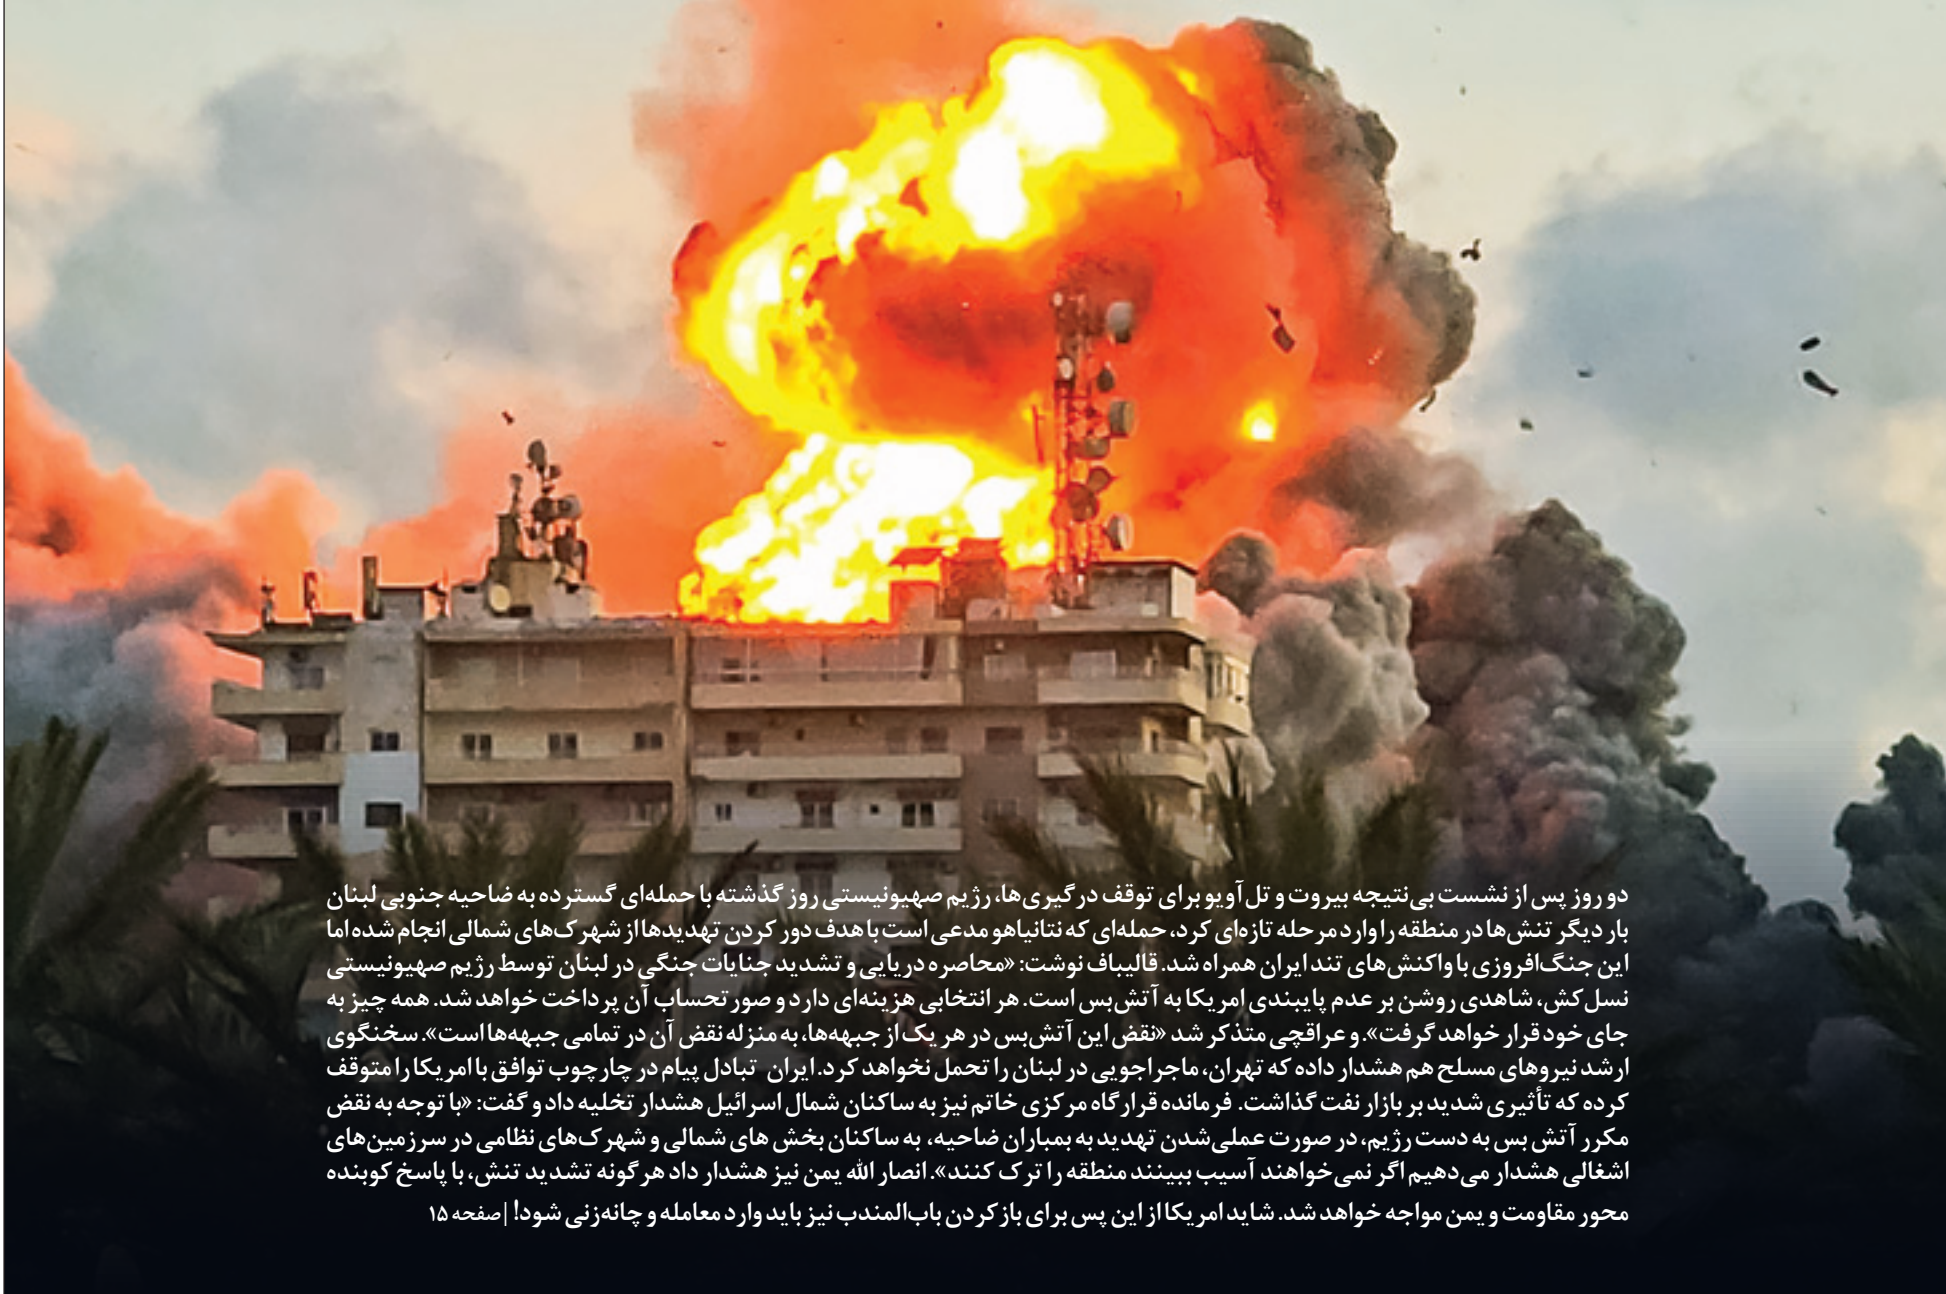 دو روز پس از نشست بی‌نتیجه بیروت و تل‌آویو برای توقف درگیری‌ها، رژیم صهیونیستی روز گذشته با حمله‌ای گسترده به ضاحیه جنوبی لبنان
بار دیگر تنش‌ها در منطقه را وارد مرحله تازه‌ای کرد، حمله‌ای که نتانیاهو مدعی است با هدف دور کردن تهدیدها از شهرک‌های شمالی انجام شده اما
این جنگ‌افروزی با واکنش‌های تند ایران همراه شد. قالیباف نوشت: «محاصره دریایی و تشدید جنایات جنگی در لبنان توسط رژیم صهیونیستی
نسل‌کش، شاهدی روشن بر عدم پایبندی امریکا به آتش‌بس است. هر انتخابی هزینه‌ای دارد و صورتحساب آن پرداخت خواهد شد. همه چیز به
جای خود قرار خواهد گرفت». و عراقچی متذکر شد «نقض این آتش‌بس در هر یک از جبهه‌ها، به منزله نقض آن در تمامی جبهه‌ها است». سخنگوی
ارشد نیروهای مسلح هم هشدار داده که تهران، ماجراجویی در لبنان را تحمل نخواهد کرد. ایران تبادل پیام در چارچوب توافق با امریکا را متوقف
کرده که تأثیری شدید بر بازار نفت گذاشت. فرمانده قرارگاه مرکزی خاتم نیز به ساکنان شمال اسرائیل هشدار تخلیه داد و گفت: «با توجه به نقض
مکرر آتش بس به دست رژیم، در صورت عملی‌شدن تهدید به بمباران ضاحیه، به ساکنان بخش های شمالی و شهرک‌های نظامی در سرزمین‌های
اشغالی هشدار می‌دهیم اگر نمی‌خواهند آسیب ببینند منطقه را ترک کنند». انصار الله یمن نیز هشدار داد هرگونه تشدید تنش، با پاسخ کوبنده
محور مقاومت و یمن مواجه خواهد شد. شاید امریکا از این پس برای باز کردن باب‌المندب نیز باید وارد معامله و چانه‌زنی شود! |صفحه ۱۵